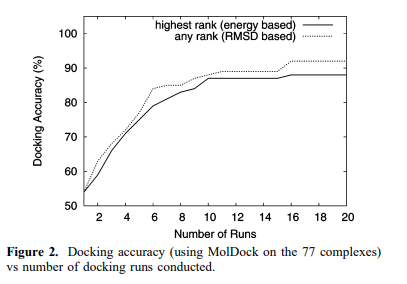 highest rank (energy based)
any rank (RMSD based)
100
90
80
70
60
50
Docking Accuracy (%)
2 4 6 8 10 12 14 16 18 20
Number of Runs
Figure 2. Docking accuracy (using MolDock on the 77 complexes)
vs number of docking runs conducted.